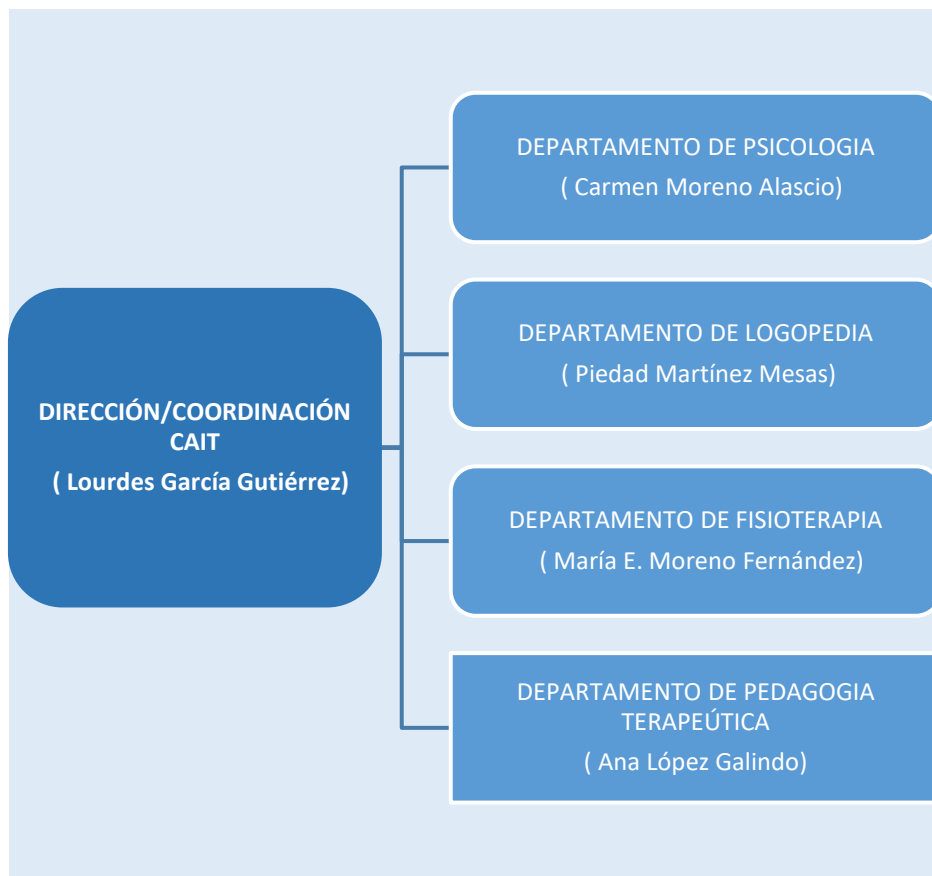 DEPARTAMENTO DE PSICOLOGIA
( Carmen Moreno Alascio)
DEPARTAMENTO DE LOGOPEDIA
( Piedad Martínez Mesas)
DIRECCIÓN/COORDINACIÓN
CAIT
( Lourdes García Gutiérrez)
DEPARTAMENTO DE FISIOTERAPIA
( María E. Moreno Fernández)
DEPARTAMENTO DE PEDAGOGIA
TERAPEÚTICA
( Ana López Galindo)